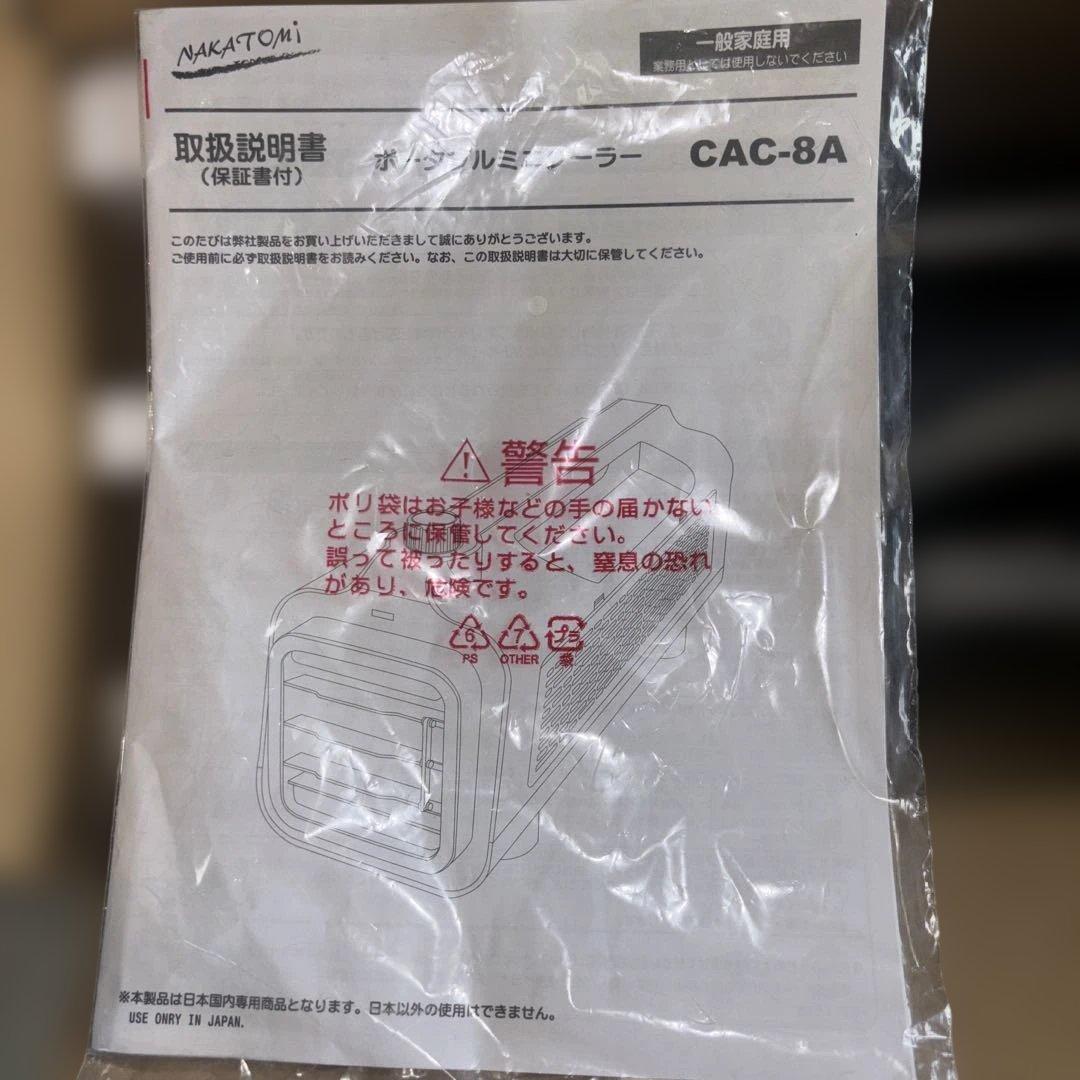 NAKATOMI
一般家庭用
業務用としては使用しないでください
取扱説明書
(保証書付)
ポータブルミニクーラー
CAC-8A
このたびは弊社製品をお買い上げいただきまして誠にありがとうございます。
ご使用前に必ず取扱説明書をお読みください。なお、この取扱説明書は大切に保管してください。
警告
ポリ袋はお子様などの手の届かない
ところに保管してください。
誤って被ったりすると、窒息の恐れ
があり、危険です。
6 7 プラ
PS OTHER 袋
※本製品は日本国内専用商品となります。日本以外の使用はできません。
USE ONRY IN JAPAN.